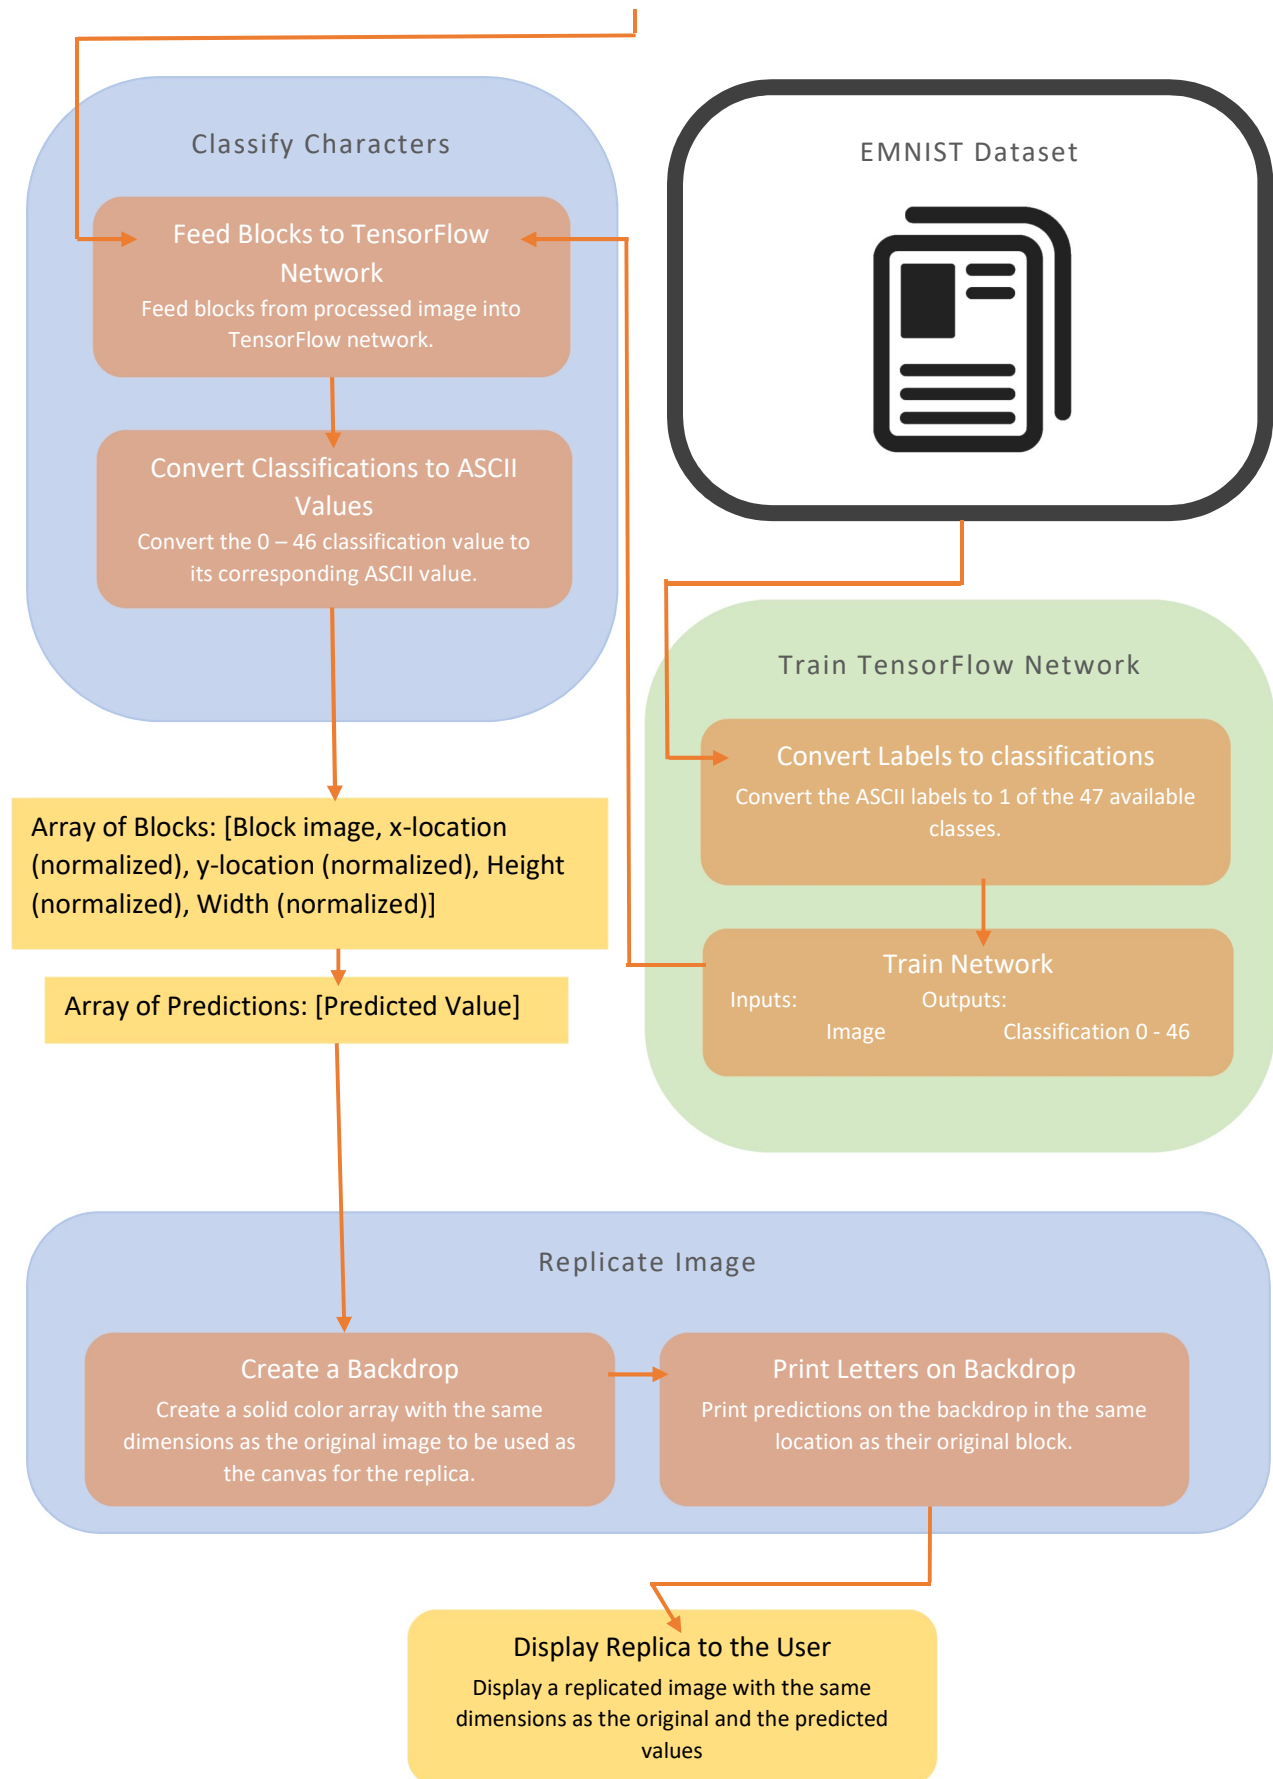 Classify Characters
Feed Blocks to TensorFlow
Network
Feed blocks from processed image into
TensorFlow network.
Convert Classifications to ASCII
Values
Convert the 0 – 46 classification value to
its corresponding ASCII value.
EMNIST Dataset
Train TensorFlow Network
Convert Labels to classifications
Convert the ASCII labels to 1 of the 47 available
classes.
Train Network
Inputs: Outputs:
Image Classification 0 - 46
Array of Blocks: [Block image, x-location
(normalized), y-location (normalized), Height
(normalized), Width (normalized)]
Array of Predictions: [Predicted Value]
Replicate Image
Create a Backdrop
Create a solid color array with the same
dimensions as the original image to be used as
the canvas for the replica.
Print Letters on Backdrop
Print predictions on the backdrop in the same
location as their original block.
Display Replica to the User
Display a replicated image with the same
dimensions as the original and the predicted
values